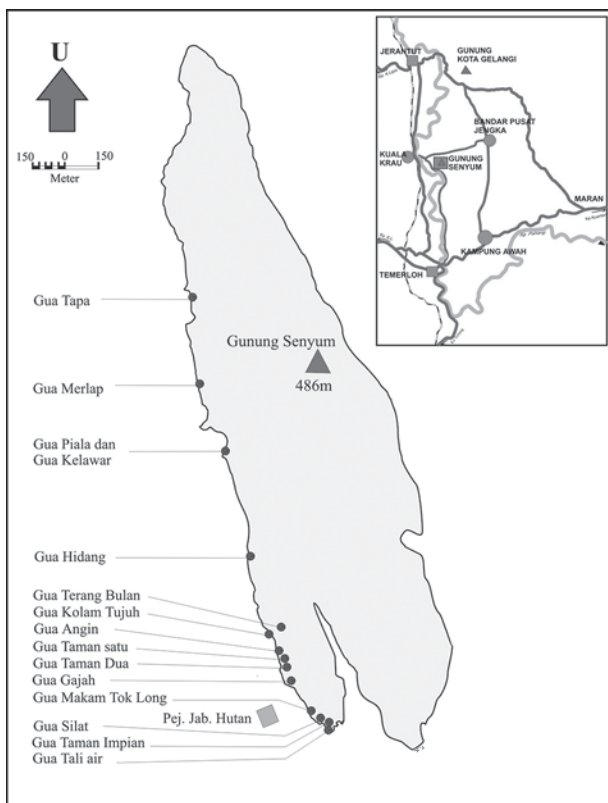 U
150 150 0 150
Meter
Gua Tapa
Gua Merlap
Gua Piala dan
Gua Kelawar
Gua Hidang
Gua Terang Bulan
Gua Kolam Tujuh
Gua Angin
Gua Taman satu
Gua Taman Dua
Gua Gajah
Gua Makam Tok Long
Pej. Jab. Hutan
Gua Silat
Gua Taman Impian
Gua Tali air
Gunung Senyum
486m
JERANTUT
GUNUNG
KOTA GELANGI
BANDAR PUSAT
JENGKA
KUALA
KRAU
GUNUNG
SENYUM
MARAN
KAMPUNG AWAH
TEMERLOH